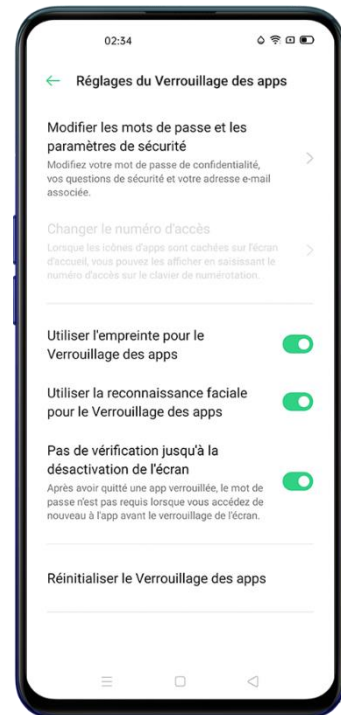 02:34
Réglages du Verrouillage des apps
Modifier les mots de passe et les
paramètres de sécurité
Modifiez votre mot de passe de confidentialité,
vos questions de sécurité et votre adresse e-mail
associée.
Changer le numéro d'accès
Lorsque les icônes d'apps sont cachées sur l'écran
d'accueil, vous pouvez les afficher en saisissant le
numéro d'accès sur le clavier de numérotation.
Utiliser l'empreinte pour le
Verrouillage des apps
Utiliser la reconnaissance faciale
pour le Verrouillage des apps
Pas de vérification jusqu'à la
désactivation de l'écran
Après avoir quitté une app verrouillée, le mot de
passe n'est pas requis lorsque vous accédez de
nouveau à l'app avant le verrouillage de l'écran.
Réinitialiser le Verrouillage des apps